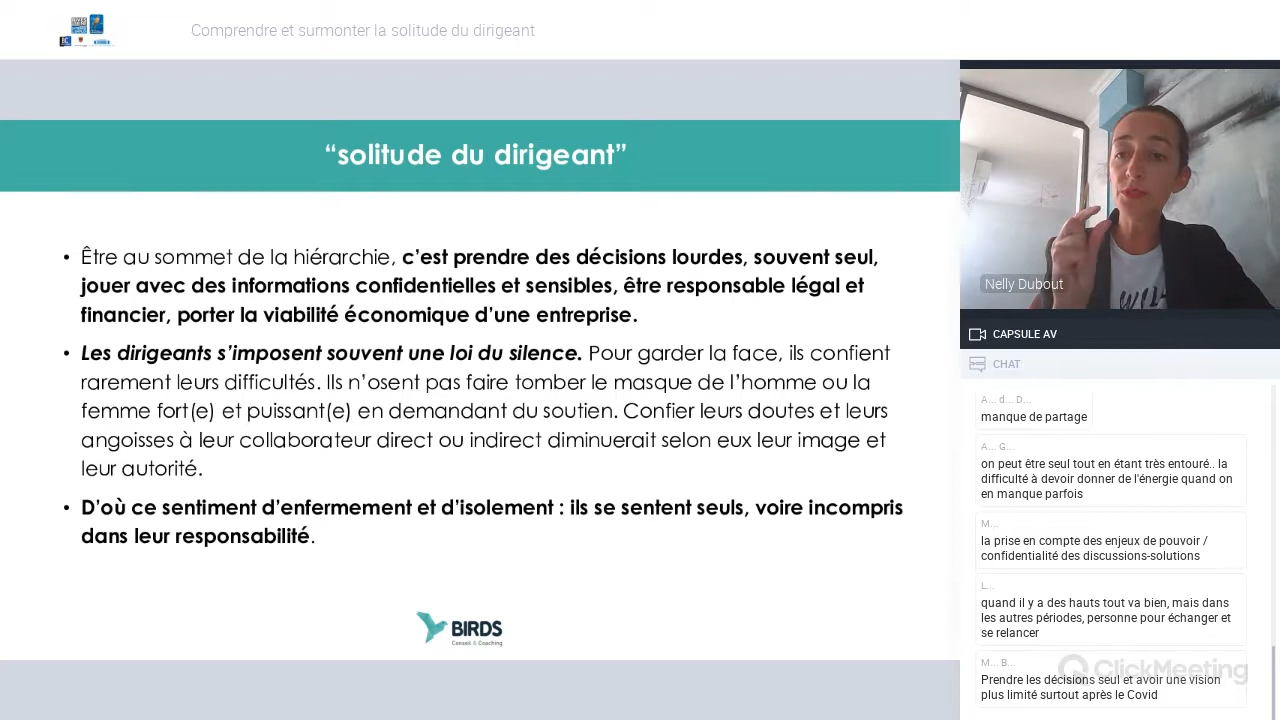 Comprendre et surmonter la solitude du dirigeant
“solitude du dirigeant”
• Être au sommet de la hiérarchie, c’est prendre des décisions lourdes, souvent seul,
jouer avec des informations confidentielles et sensibles, être responsable légal et
financier, porter la viabilité économique d’une entreprise.
• Les dirigeants s’imposent souvent une loi du silence. Pour garder la face, ils confient
rarement leurs difficultés. Ils n’osent pas faire tomber le masque de l’homme ou la
femme fort(e) et puissant(e) en demandant du soutien. Confier leurs doutes et leurs
angoisses à leur collaborateur direct ou indirect diminuerait selon eux leur image et
leur autorité.
• D’où ce sentiment d’enfermement et d’isolement : ils se sentent seuls, voire incompris
dans leur responsabilité.
BIRDS
Conseil & Coaching
Nelly Dubout
CAPSULE AV
CHAT
A... d... D...
manque de partage
A... G...
on peut être seul tout en étant très entouré.. la
difficulté à devoir donner de l'énergie quand on
en manque parfois
M...
la prise en compte des enjeux de pouvoir /
confidentialité des discussions-solutions
L...
quand il y a des hauts tout va bien, mais dans
les autres périodes, personne pour échanger et
se relancer
M... B...
Prendre les décisions seul et avoir une vision
plus limité surtout après le Covid
ClickMeeting